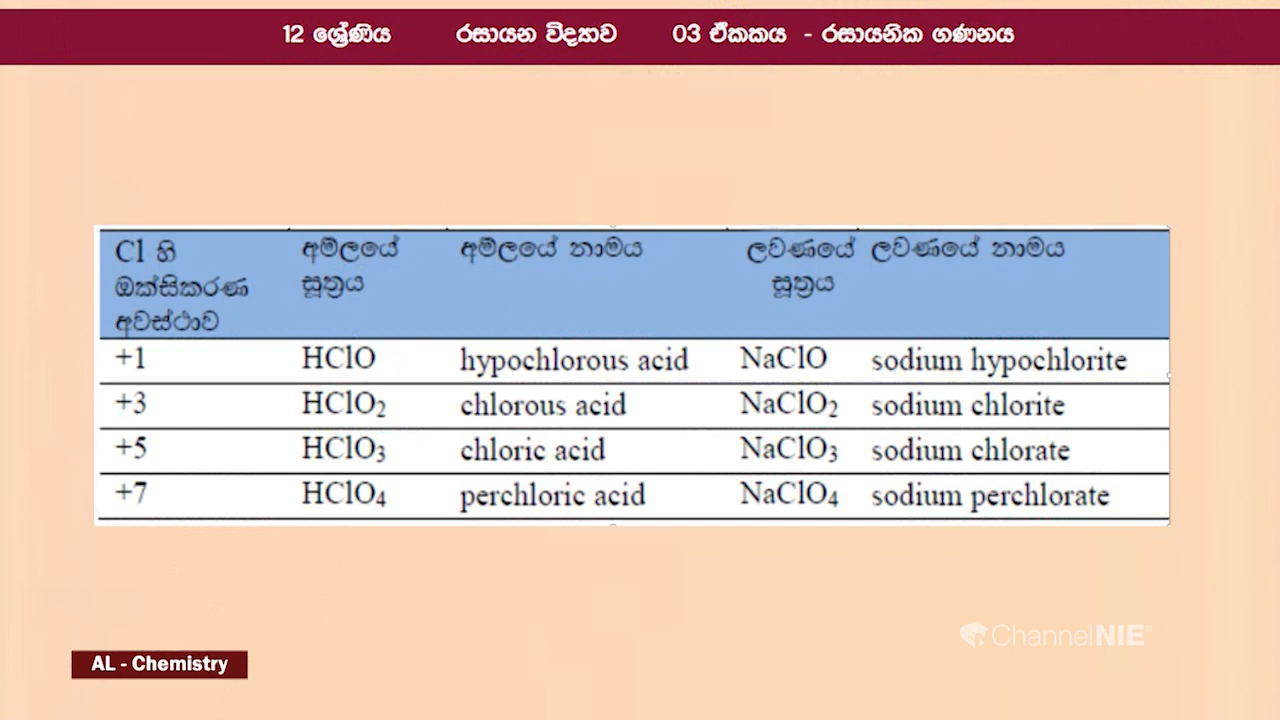 12 ශ්‍රේණිය රසායන විද්‍යාව 03 ඒකකය - රසායනික ගණනය
Cl හි ඔක්සිකරණ අවස්ථාව අම්ලයේ සූත්‍රය අම්ලයේ නාමය ලවණයේ සූත්‍රය ලවණයේ නාමය
+1 HClO hypochlorous acid NaClO sodium hypochlorite
+3 HClO₂ chlorous acid NaClO₂ sodium chlorite
+5 HClO₃ chloric acid NaClO₃ sodium chlorate
+7 HClO₄ perchloric acid NaClO₄ sodium perchlorate
ChannelNIE
AL - Chemistry